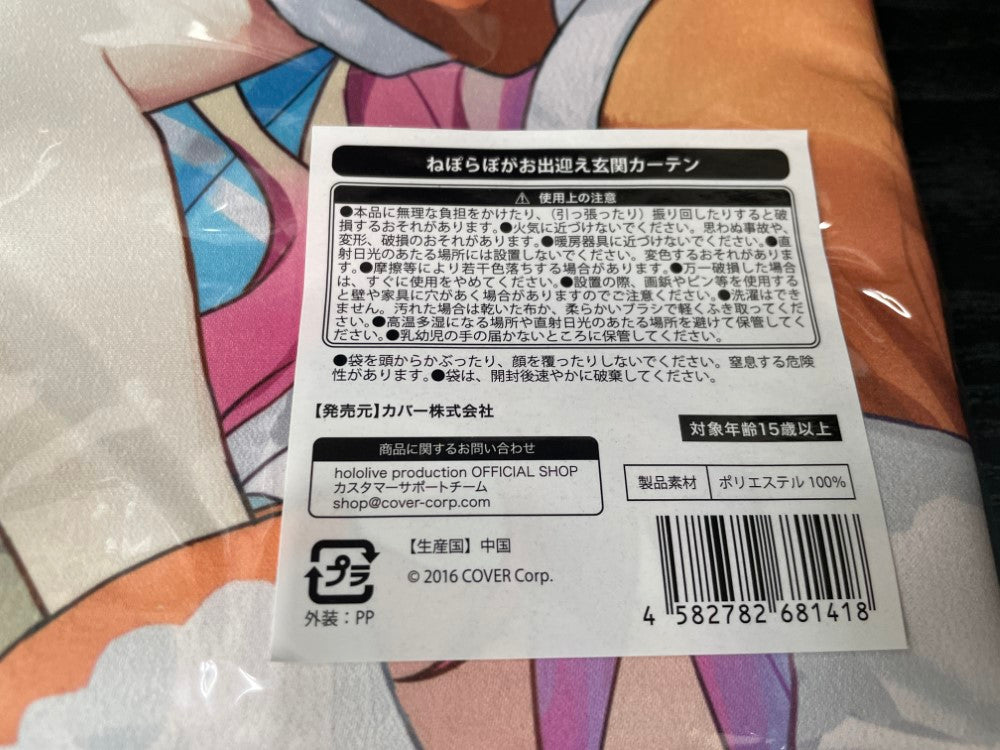 ねぽらぼがお出迎え玄関カーテン
⚠ 使用上の注意
●本品に無理な負担をかけたり、（引っ張ったり）振り回したりすると破
損するおそれがあります。●火気に近づけないでください。思わぬ事故や、
変形、破損のおそれがあります。●暖房器具に近づけないでください。●直
射日光のあたる場所には設置しないでください。変色するおそれがありま
す。●摩擦等により若干色落ちする場合があります。●万一破損した場合
は、すぐに使用をやめてください。●設置の際、画鋲やピン等を使用する
と壁や家具に穴があく場合がありますのでご注意ください。●洗濯はできま
せん。汚れた場合は乾いた布か、柔らかいブラシで軽くふき取ってくださ
い。●高温多湿になる場所や直射日光のあたる場所を避けて保管してくだ
さい。●乳幼児の手の届かないところに保管してください。
●袋を頭からかぶったり、顔を覆ったりしないでください。窒息する危険
性があります。●袋は、開封後速やかに破棄してください。
【発売元】カバー株式会社
対象年齢15歳以上
商品に関するお問い合わせ
hololive production OFFICIAL SHOP
カスタマーサポートチーム
shop@cover-corp.com
製品素材 ポリエステル 100%
プラ
外装：PP
【生産国】中国
© 2016 COVER Corp.
4 582782 681418